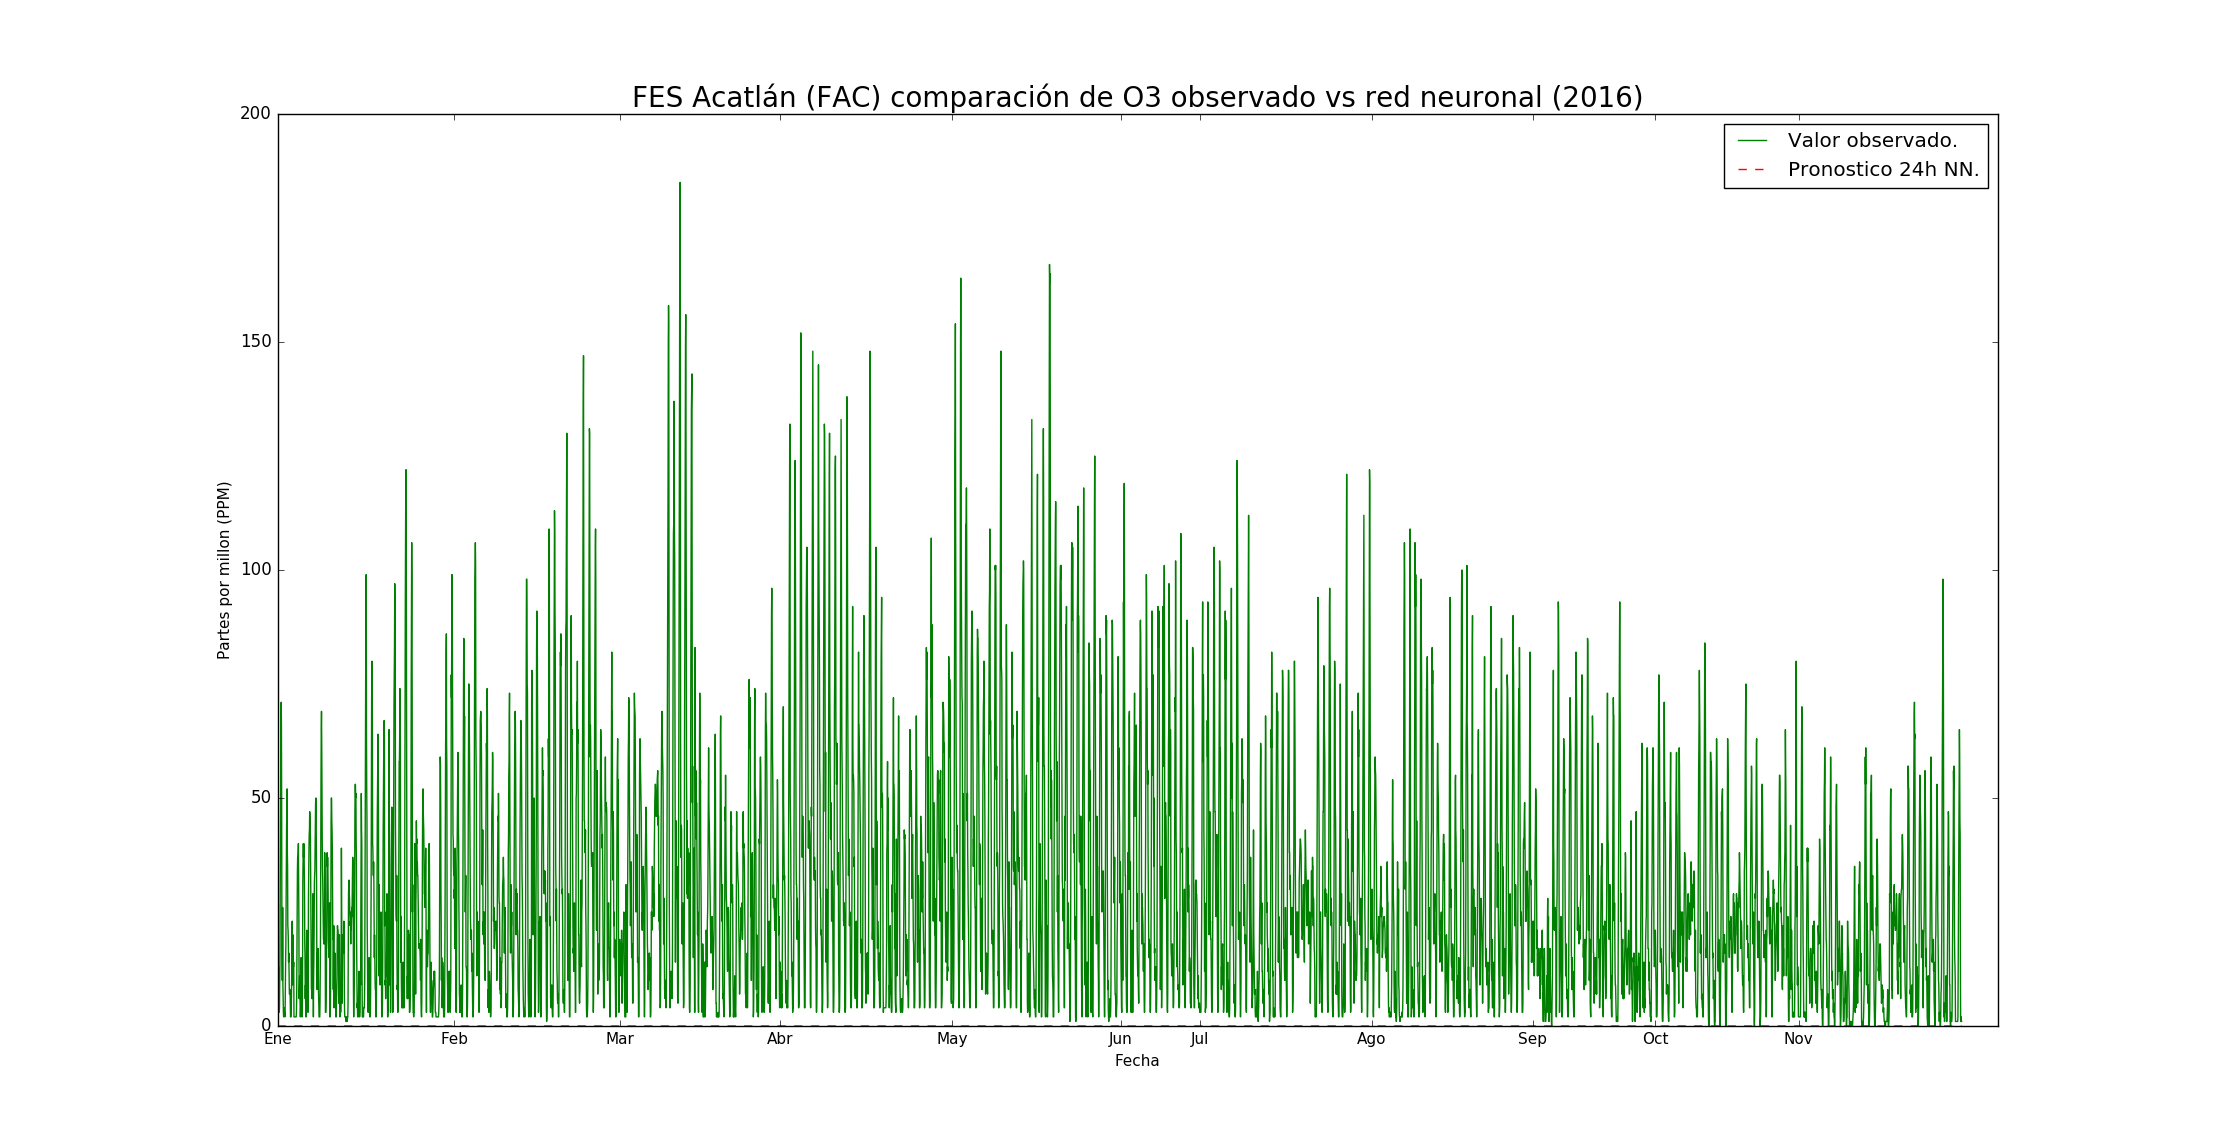 FES Acatlán (FAC) comparación de O3 observado vs red neuronal (2016)
200
150
100
50
0
Partes por millon (PPM)
Valor observado.
Pronostico 24h NN.
Ene Feb Mar Abr May Jun Jul Ago Sep Oct Nov
Fecha